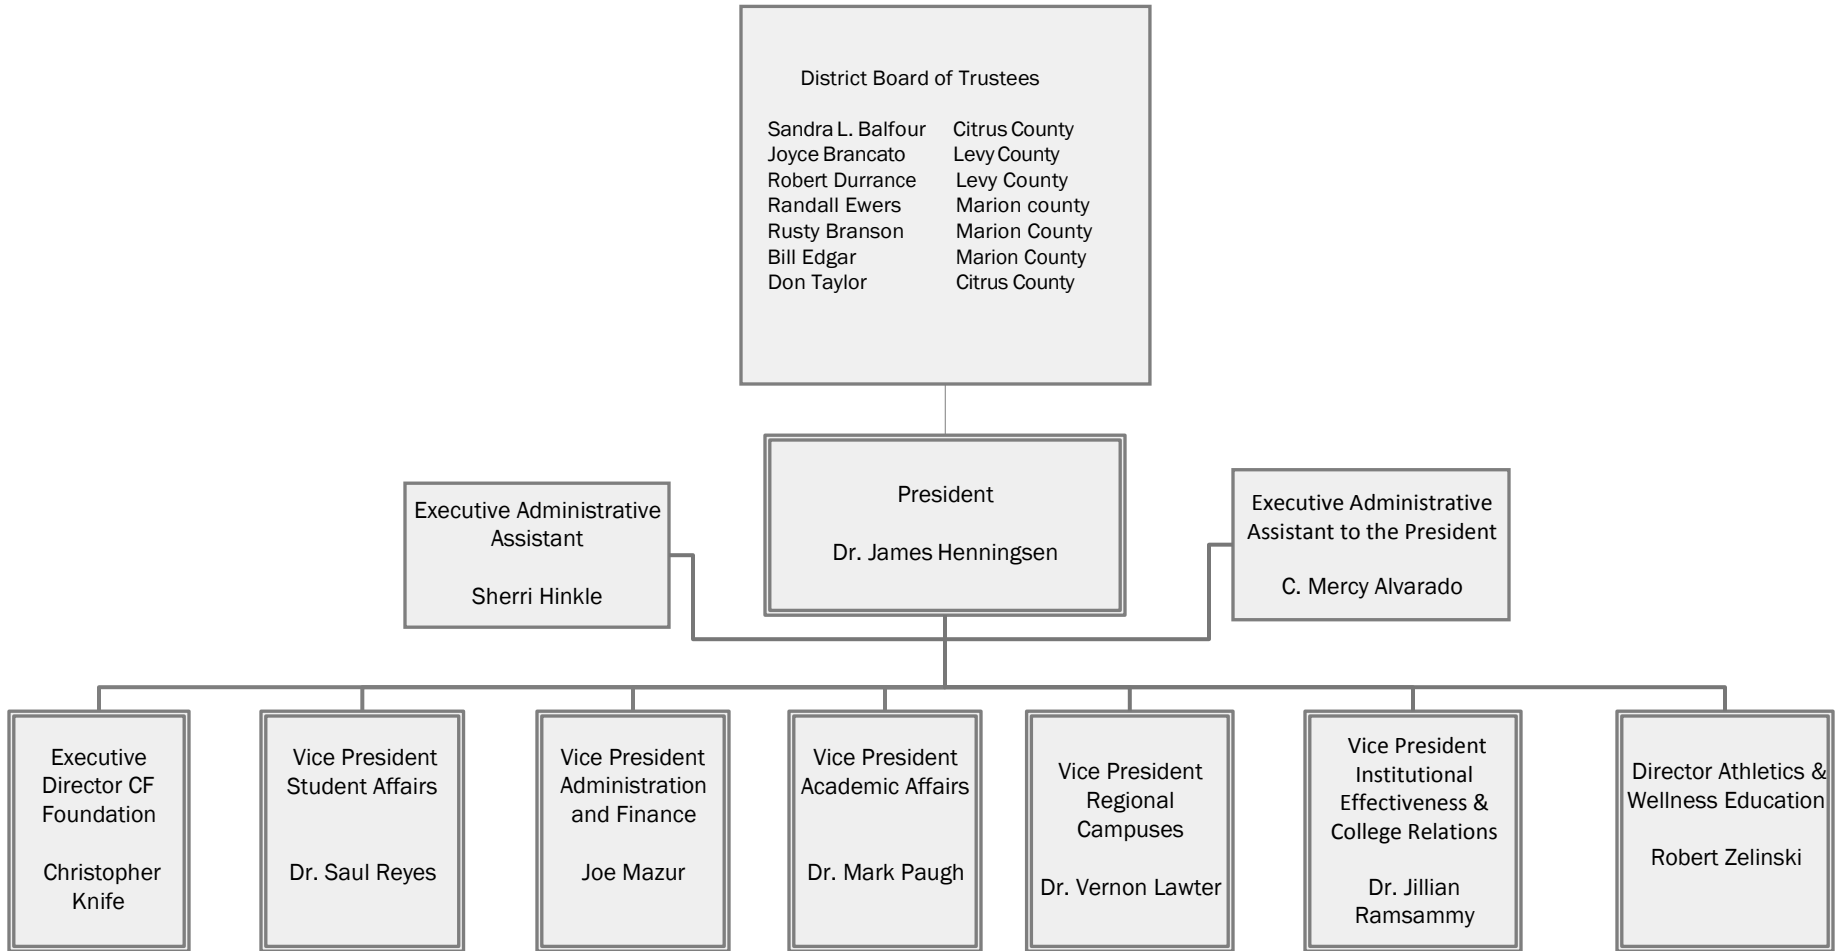 District Board of Trustees
Sandra L. Balfour Citrus County
Joyce Brancato Levy County
Robert Durrance Levy County
Randall Ewers Marion county
Rusty Branson Marion County
Bill Edgar Marion County
Don Taylor Citrus County
President
Dr. James Henningsen
Executive Administrative
Assistant
Sherri Hinkle
Executive Administrative
Assistant to the President
C. Mercy Alvarado
Executive
Director CF
Foundation
Christopher
Knife
Vice President
Student Affairs
Dr. Saul Reyes
Vice President
Administration
and Finance
Joe Mazur
Vice President
Academic Affairs
Dr. Mark Paugh
Vice President
Regional
Campuses
Dr. Vernon Lawter
Vice President
Institutional
Effectiveness &
College Relations
Dr. Jillian
Ramsammy
Director Athletics &
Wellness Education
Robert Zelinski